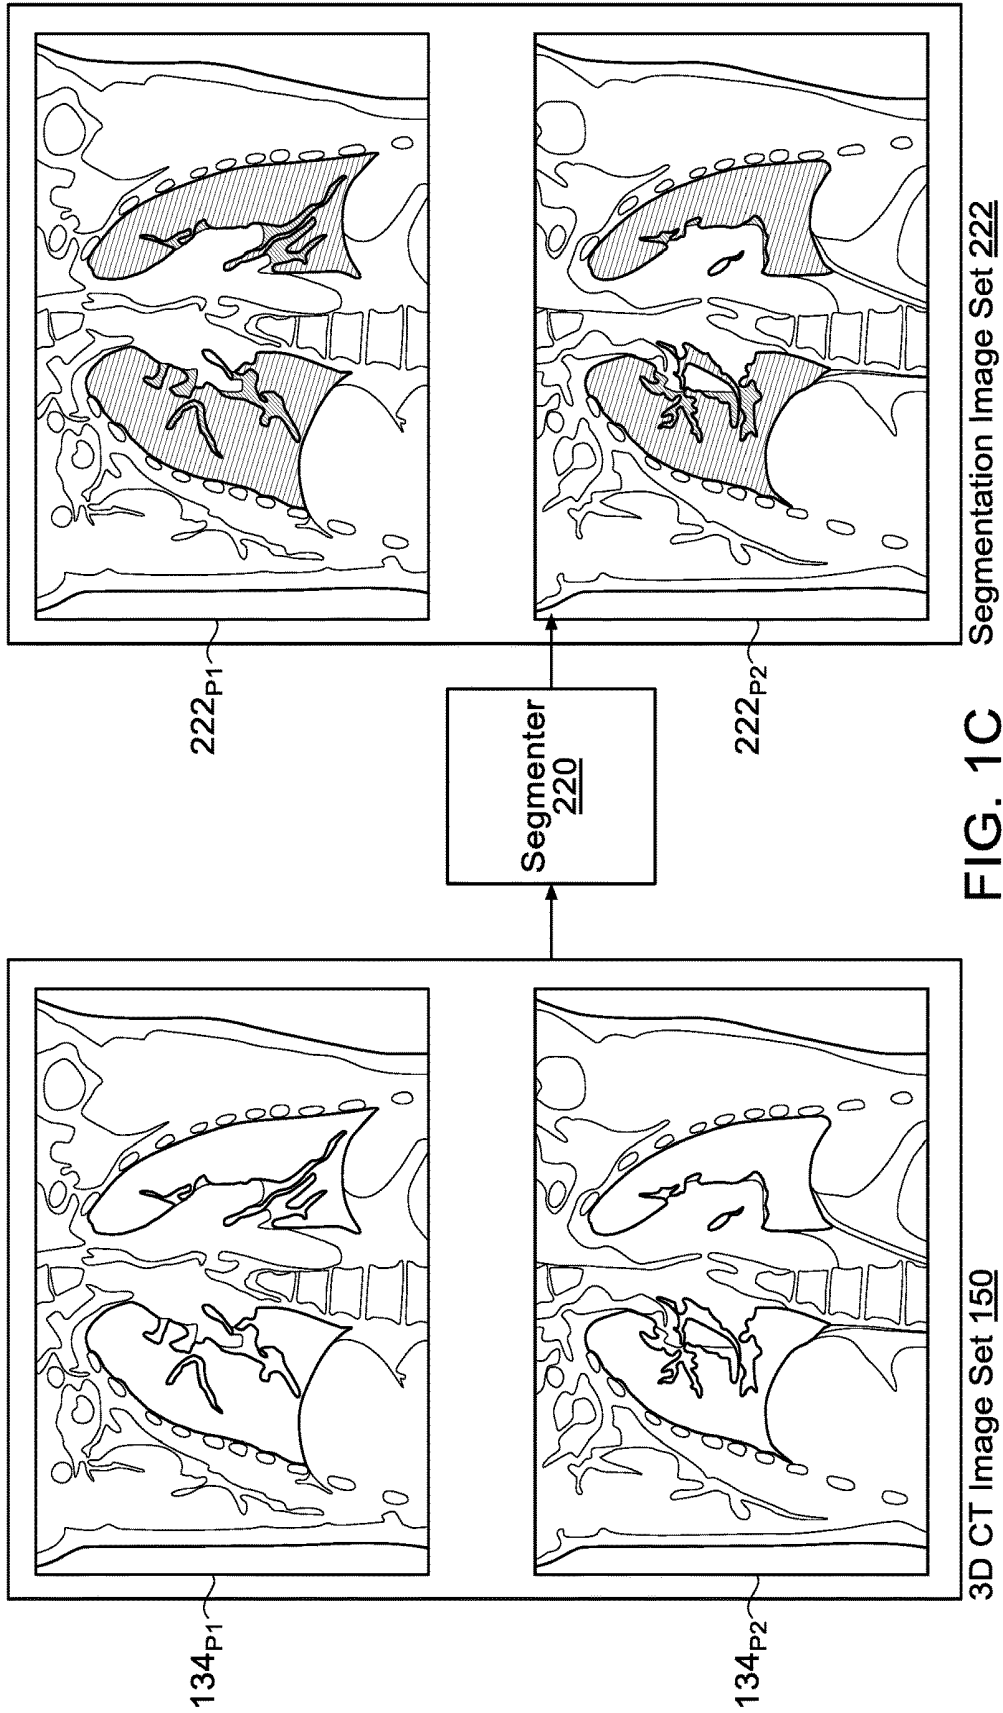 134P1
134P2
3D CT Image Set 150
Segmenter
220
222P1
222P2
Segmentation Image Set 222
FIG. 1C